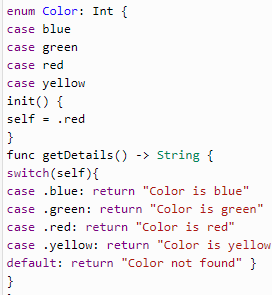 enum Color: Int {
case blue
case green
case red
case yellow
init() {
self = .red
}
func getDetails() -> String {
switch(self){
case .blue: return "Color is blue"
case .green: return "Color is green"
case .red: return "Color is red"
case .yellow: return "Color is yellow
default: return "Color not found" }
}